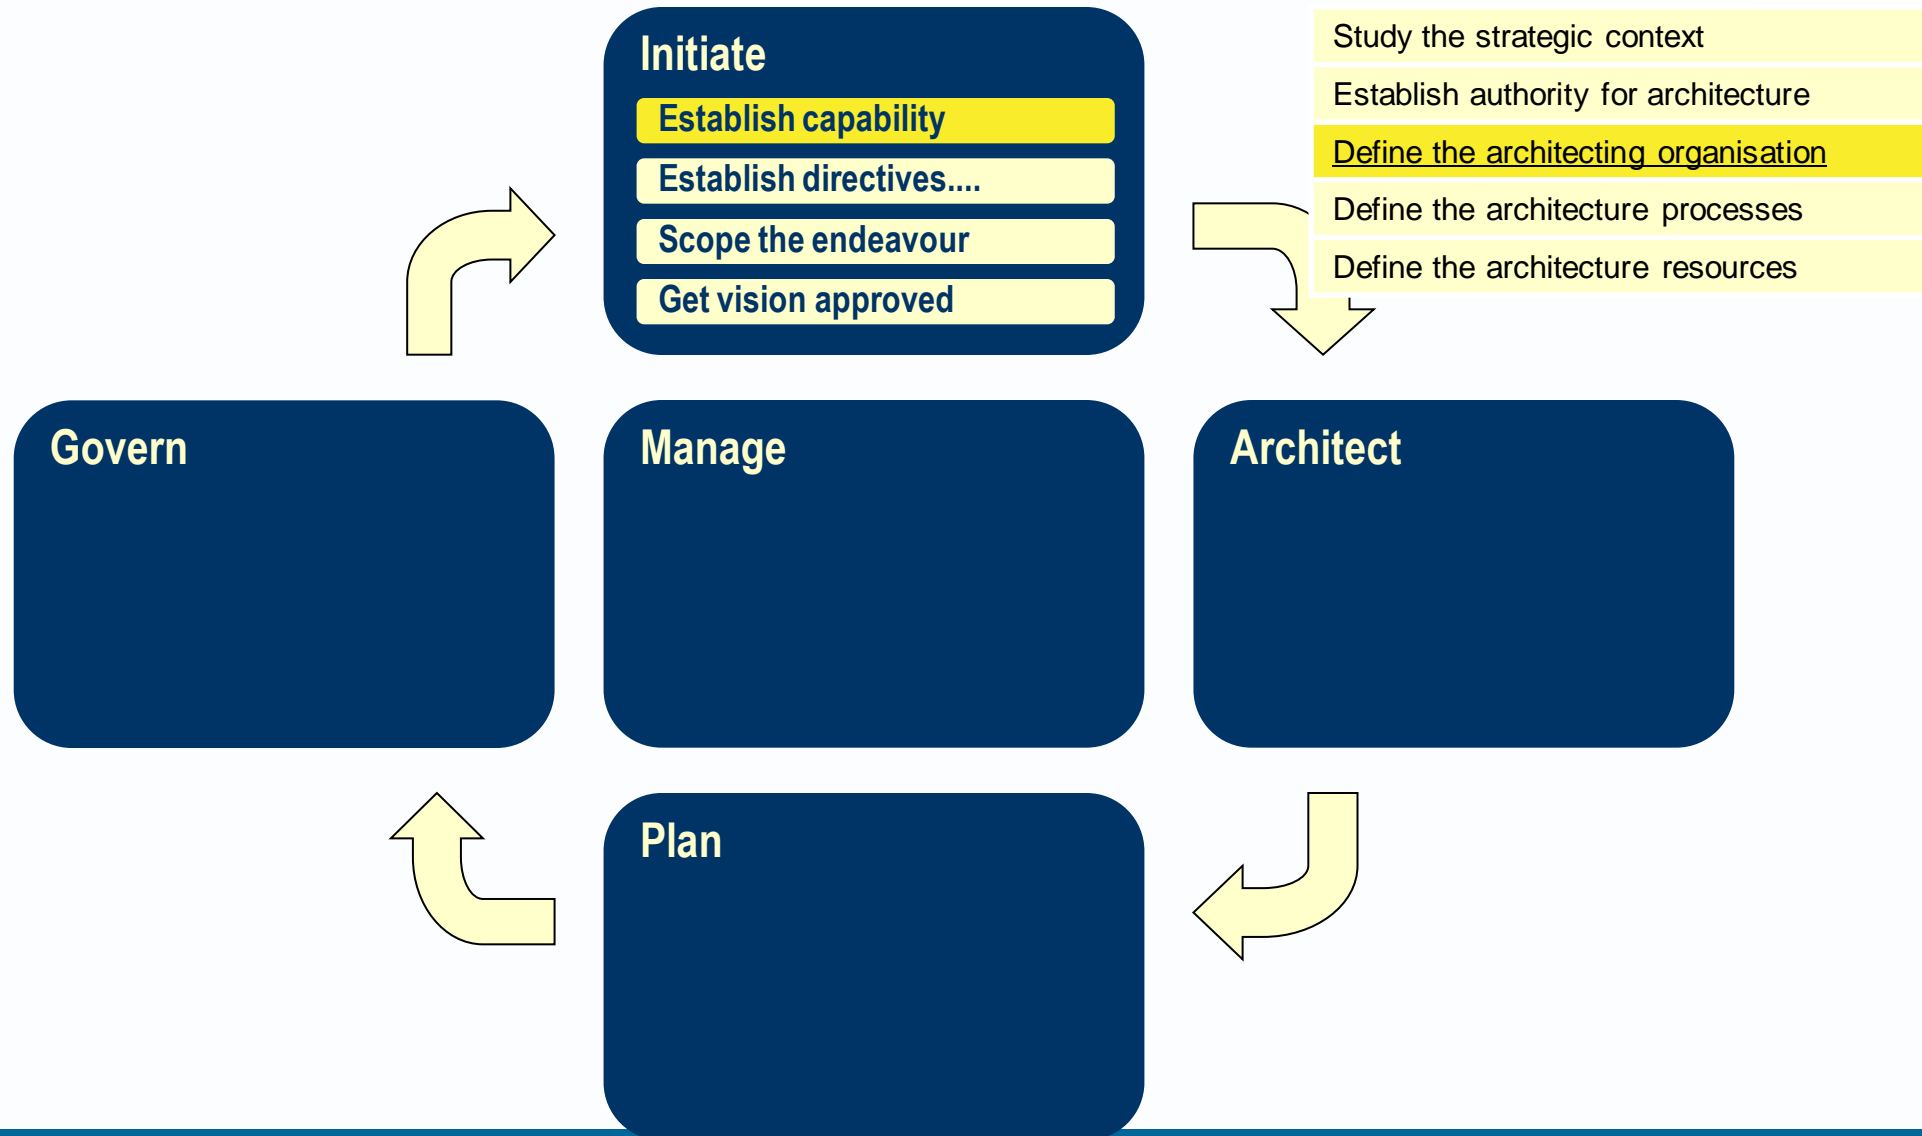 Initiate
Establish capability
Establish directives....
Scope the endeavour
Get vision approved
Study the strategic context
Establish authority for architecture
Define the architecting organisation
Define the architecture processes
Define the architecture resources
Govern
Manage
Architect
Plan